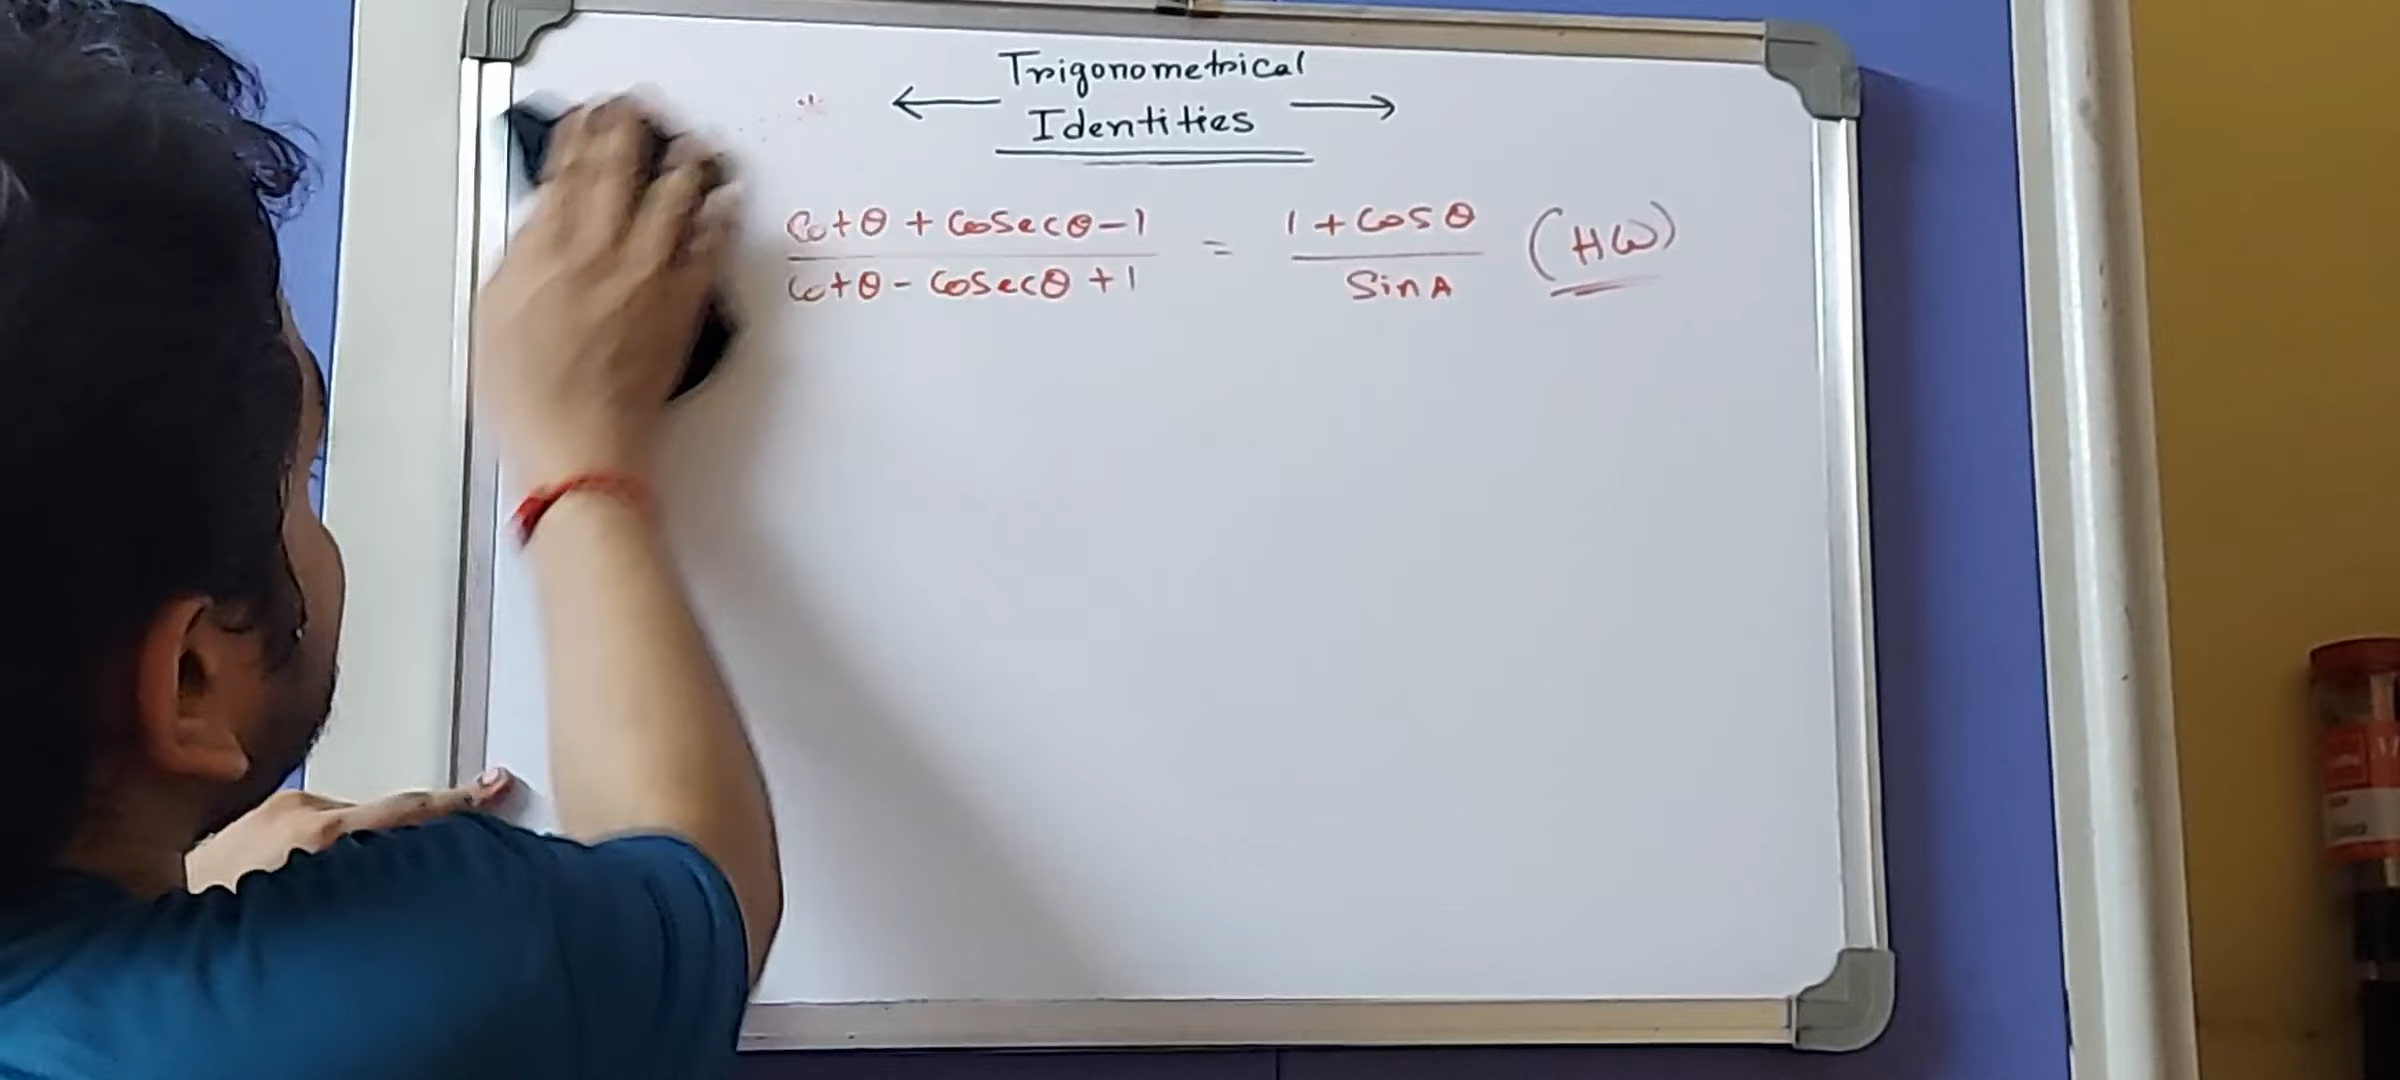 Trigonometrical
Identities
Cotθ + Cosecθ-1 = 1 + Cosθ (HW)
Cotθ - Cosecθ +1 Sin A